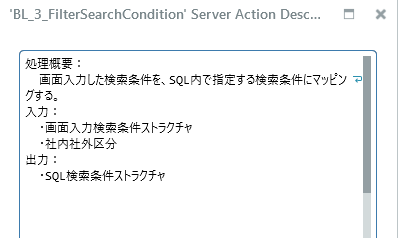 'BL_3_FilterSearchCondition' Server Action Desc...
処理概要：
　画面入力した検索条件を、SQL内で指定する検索条件にマッピ
ングする。
入力：
　・画面入力検索条件ストラクチャ
　・社内社外区分
出力：
　・SQL検索条件ストラクチャ